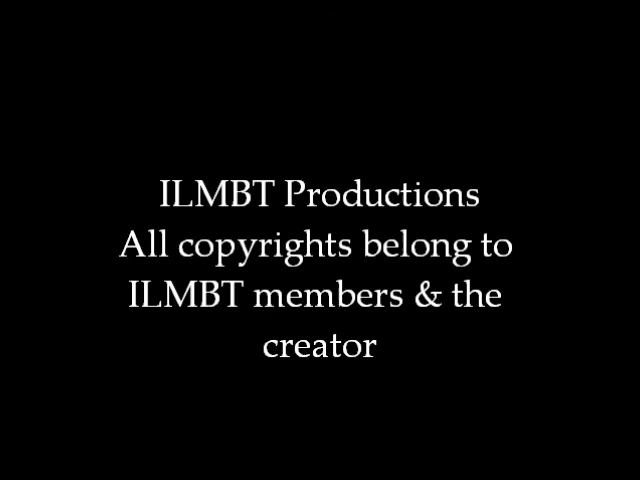 ILMBT Productions
All copyrights belong to
ILMBT members & the
creator